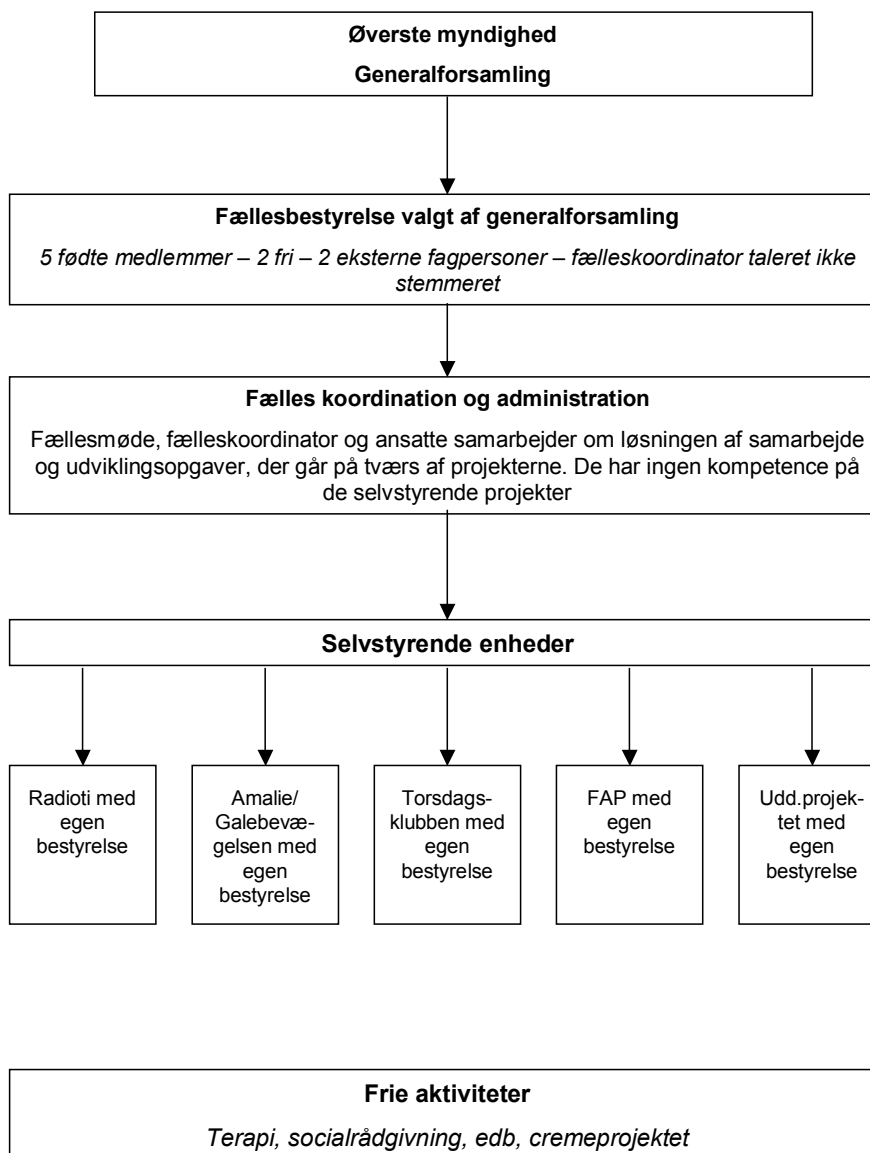 Øverste myndighed
Generalforsamling
Fællesbestyrelse valgt af generalforsamling
5 fødte medlemmer – 2 fri – 2 eksterne fagpersoner – fælleskoordinator taleret ikke
stemmeret
Fælles koordination og administration
Fællesmøde, fælleskoordinator og ansatte samarbejder om løsningen af samarbejde
og udviklingsopgaver, der går på tværs af projekterne. De har ingen kompetence på
de selvstyrende projekter
Selvstyrende enheder
Radioti med
egen
bestyrelse
Amalie/
Galebevæ-
gelsen med
egen
bestyrelse
Torsdags-
klubben med
egen
bestyrelse
FAP med
egen
bestyrelse
Udd.projek-
tet med
egen
bestyrelse
Frie aktiviteter
Terapi, socialrådgivning, edb, cremeprojektet